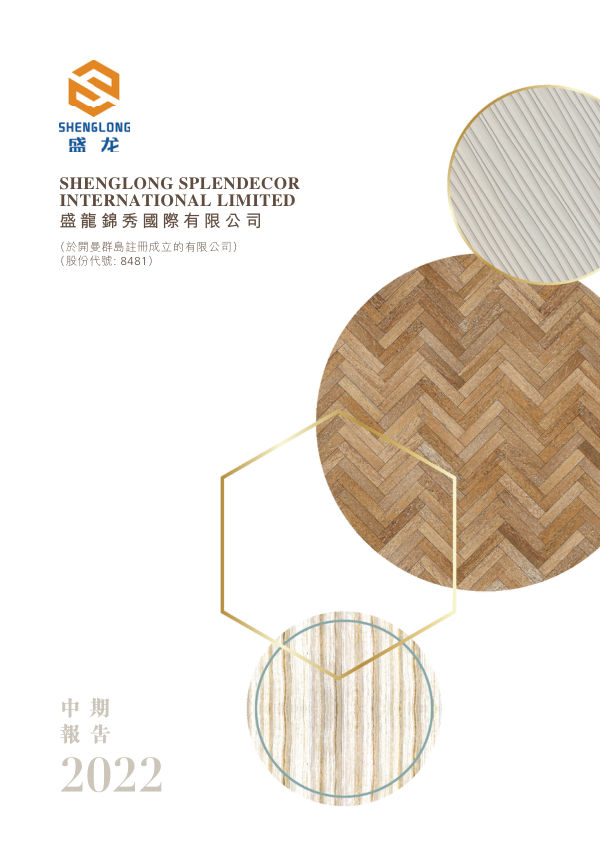 SHENGLONG
盛龙
SHENGLONG SPLENDECOR
INTERNATIONAL LIMITED
盛龍錦秀國際有限公司
(於開曼群島註冊成立的有限公司)
(股份代號: 8481)
中期
報告
2022